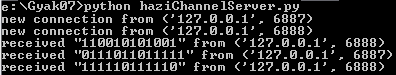 e:\Gyak07>python haziChannelServer.py
new connection from ('127.0.0.1', 6887)
new connection from ('127.0.0.1', 6888)
received "110010101001" from ('127.0.0.1', 6888)
received "0111011011111" from ('127.0.0.1', 6888)
received "111110111110" from ('127.0.0.1', 6888)